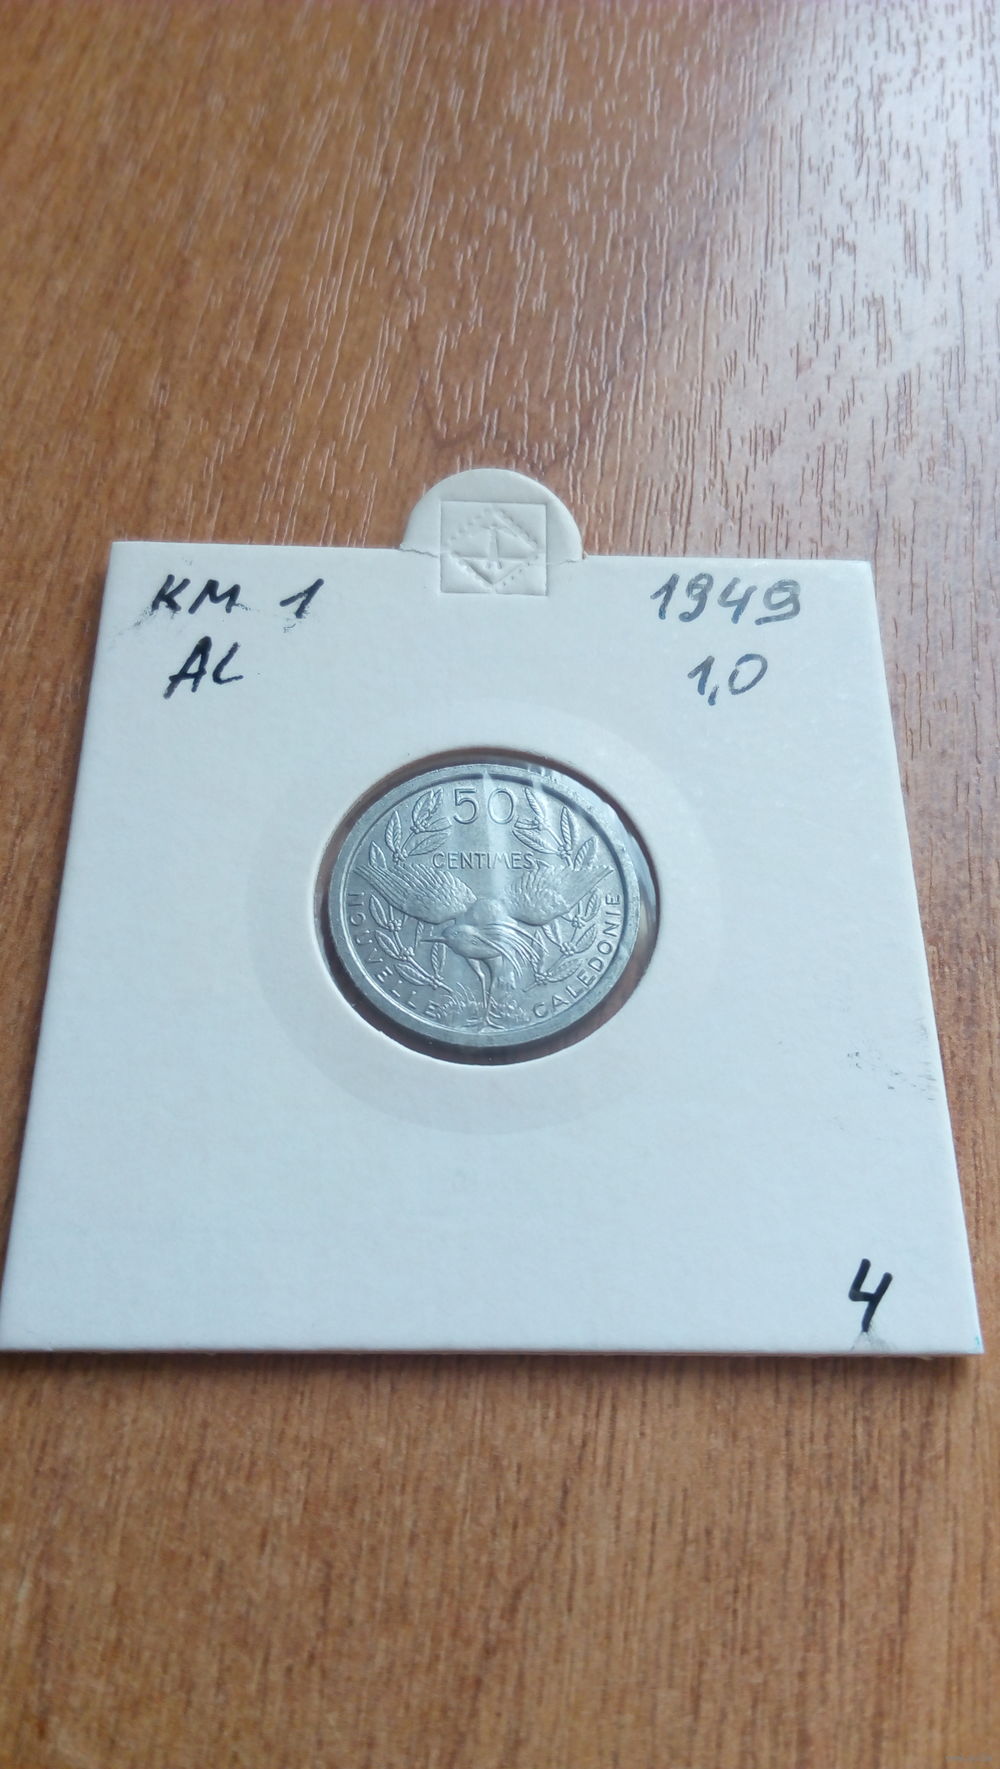 KM 1
1949
AL
1,0
50
CENTIMES
NOUVELLE CALEDONIE
4